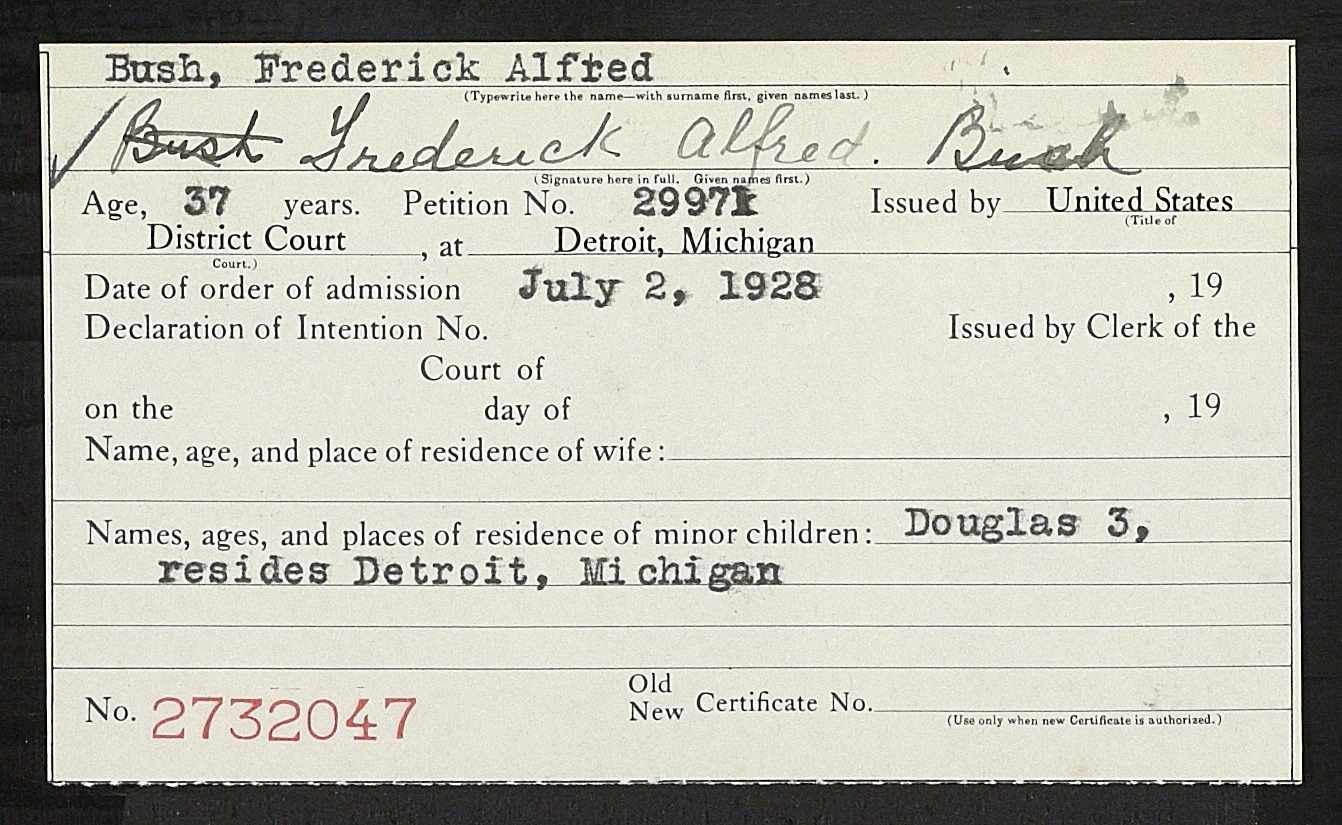 Bush, Frederick Alfred
(Typewrite here the name—with surname first, given names last.)
✓ Bush Frederick Alfred. Bush
(Signature here in full. Given names first.)
Age, 37 years. Petition No. Issued by United States
(Title of
District Court, at Detroit, Michigan
Court.)
Date of order of admission July 2, 1928 , 19
Declaration of Intention No. Issued by Clerk of the
Court of
on the day of , 19
Name, age, and place of residence of wife:
Names, ages, and places of residence of minor children: Douglas 3,
resides Detroit, Michigan
No. 2732047 Old New Certificate No.
(Use only when new Certificate is authorized.)